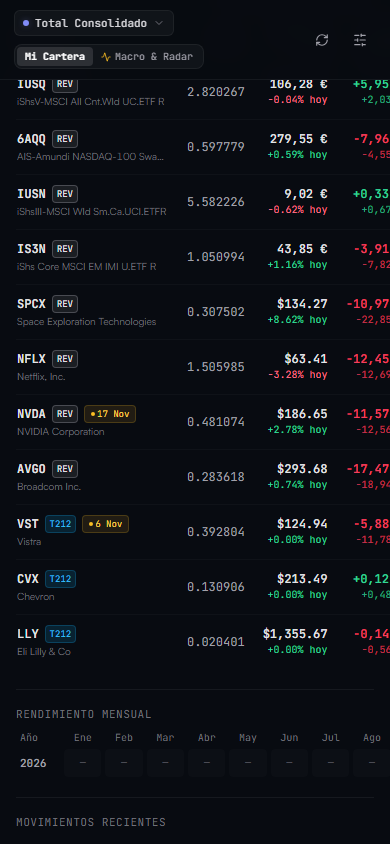 Total Consolidado
Mi Cartera Macro & Radar
IUSQ REV 2.820267 106,28 € +5,95
iShsV-MSCI All Cnt.Wld UC.ETF R -0.04% hoy +2,03
6AQQ REV 0.597779 279,55 € -7,96
AIS-Amundi NASDAQ-100 Swa... +0.59% hoy -4,55
IUSN REV 5.582226 9,02 € +0,33
iShsIII-MSCI Wld Sm.Ca.UCI.ETFR -0.62% hoy +0,67
IS3N REV 1.050994 43,85 € -3,91
iShs Core MSCI EM IMI U.ETF R +1.16% hoy -7,82
SPCX REV 0.307502 $134.27 -10,97
Space Exploration Technologies +8.62% hoy -22,85
NFLX REV 1.505985 $63.41 -12,45
Netflix, Inc. -3.28% hoy -12,69
NVDA REV 17 Nov 0.481074 $186.65 -11,57
NVIDIA Corporation +2.78% hoy -12,56
AVGO REV 0.283618 $293.68 -17,47
Broadcom Inc. +0.74% hoy -18,94
VST T212 6 Nov 0.392804 $124.94 -5,88
Vistra +0.00% hoy -11,78
CVX T212 0.130906 $213.49 +0,12
Chevron +0.00% hoy +0,48
LLY T212 0.020401 $1,355.67 -0,14
Eli Lilly & Co +0.00% hoy -0,56
RENDIMIENTO MENSUAL
Año Ene Feb Mar Abr May Jun Jul Ago
2026 — — — — — — — —
MOVIMIENTOS RECIENTES